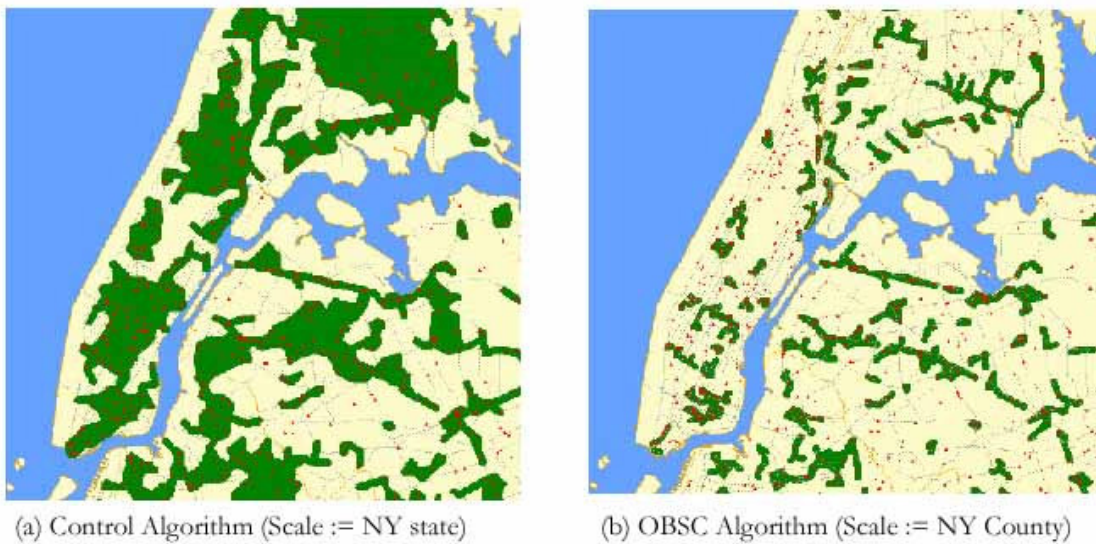 (a) Control Algorithm (Scale := NY state)
(b) OBSC Algorithm (Scale := NY County)